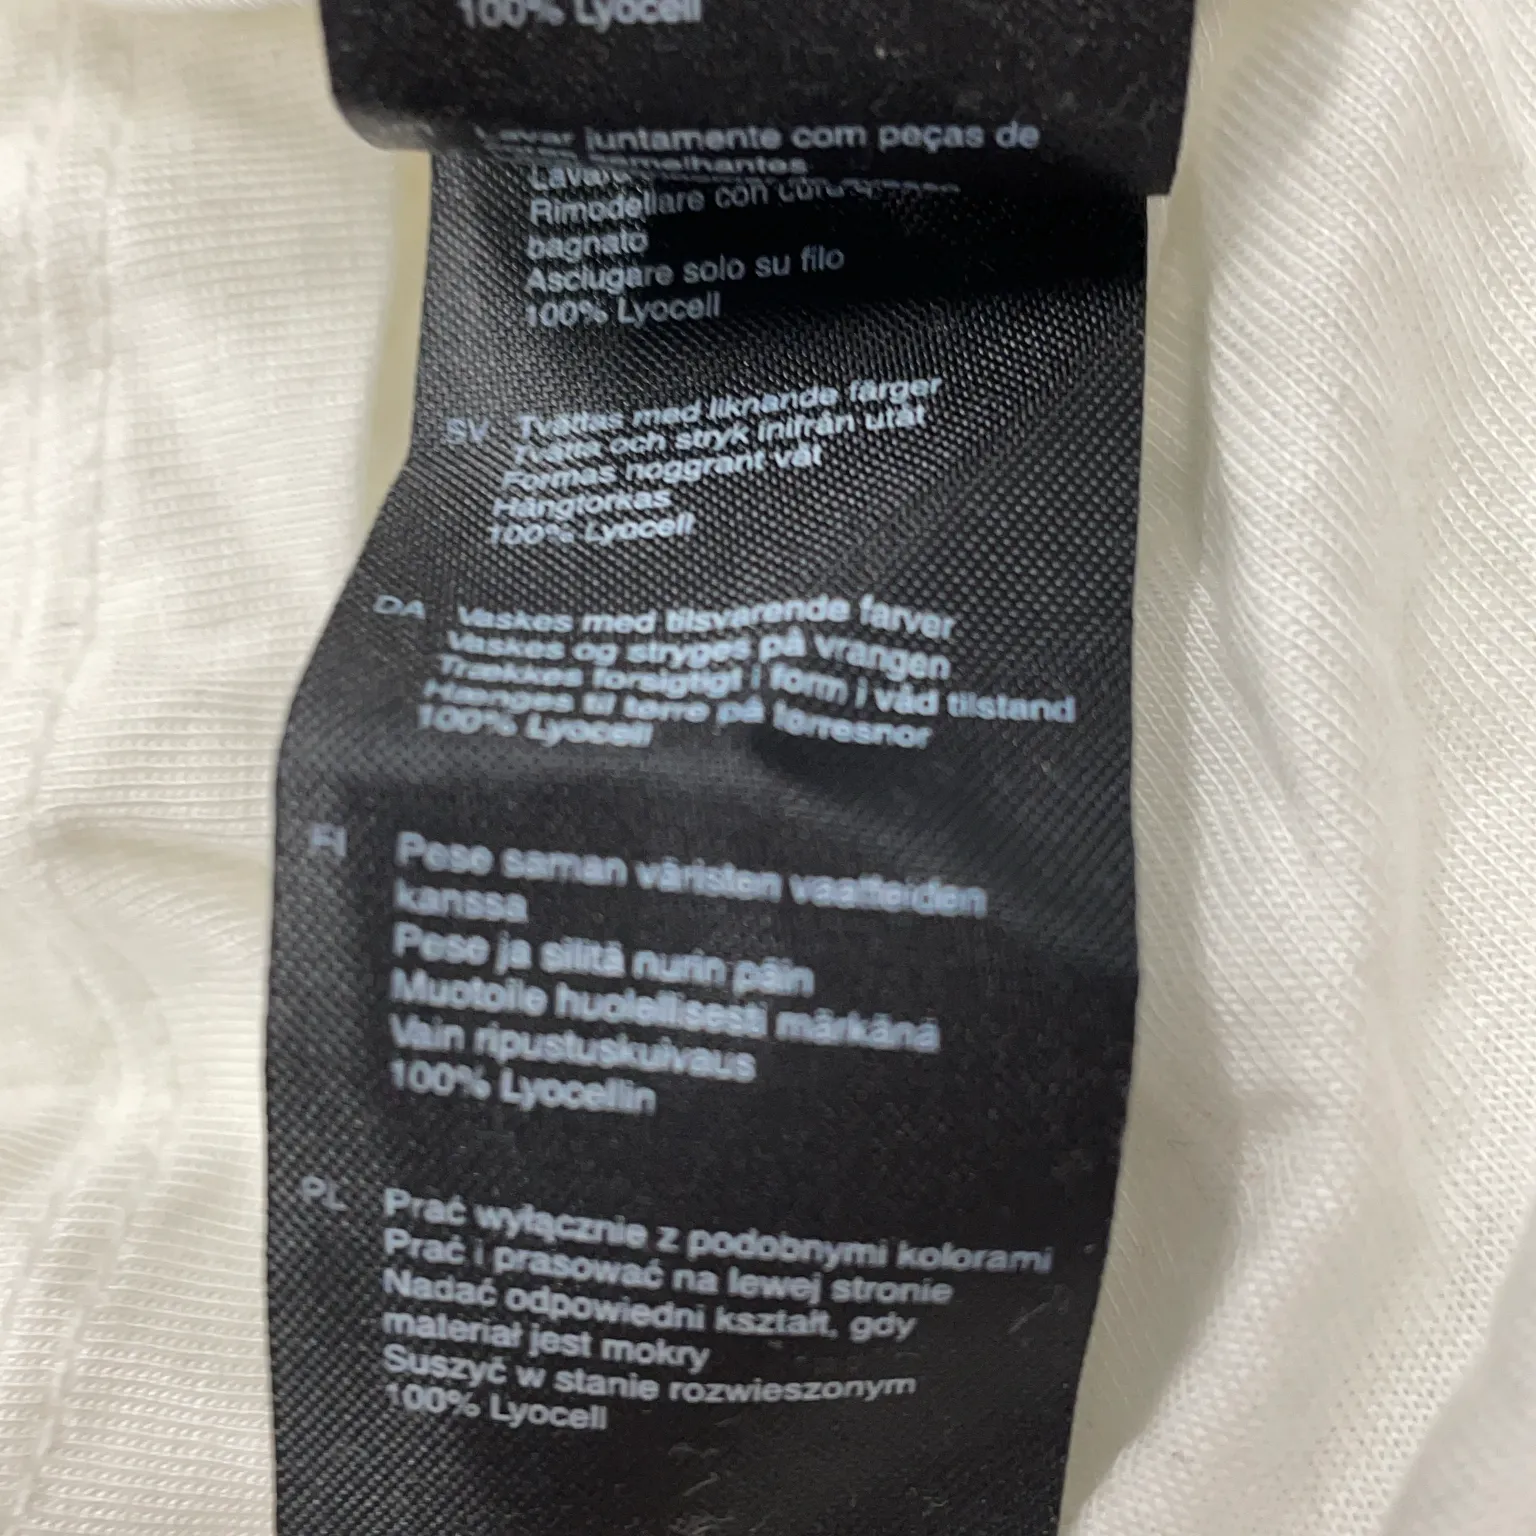 100% Lyocell
Lavar juntamente com peças de
semelhantes
Rimodellare con
bagnato
Asciugare solo su filo
100% Lyocell
SV Tvättas med liknande färger
Tvätta och stryk inifrån utåt
Formas noggrant våt
Hängtorkas
100% Lyocell
DA Vaskes med tilsvarende farver
Vaskes og stryges på vrangen
Trækkes forsigtigt i form i våd tilstand
Hænges til tørre på tørresnor
100% Lyocell
FI Pese saman väristen vaatteiden
kanssa
Pese ja silitä nurin päin
Muotoile huolellisesti märkänä
Vain ripustuskuivaus
100% Lyocellin
PL Prać wyłącznie z podobnymi kolorami
Prać i prasować na lewej stronie
Nadać odpowiedni kształt, gdy
materiał jest mokry
Suszyć w stanie rozwieszonym
100% Lyocell